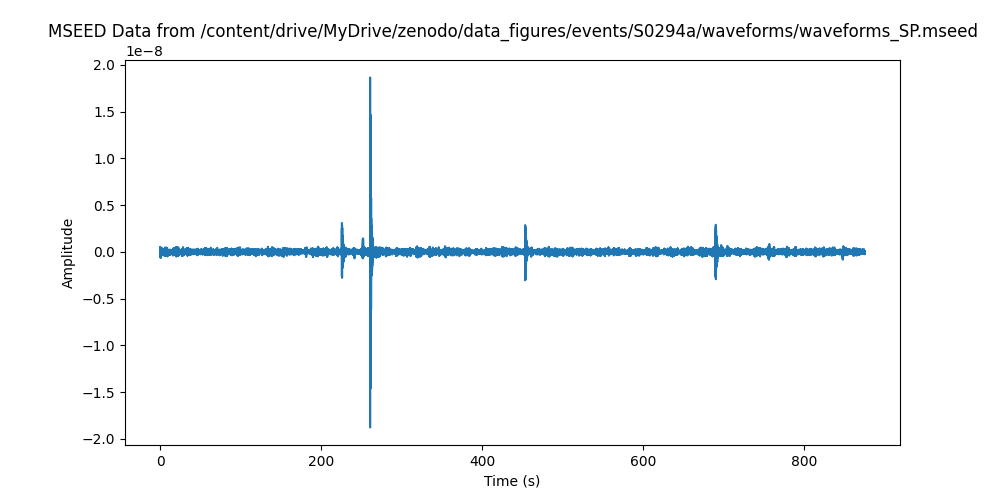 MSEED Data from /content/drive/MyDrive/zenodo/data_figures/events/S0294a/waveforms/waveforms_SP.mseed
1e−8
2.0
1.5
1.0
0.5
0.0
−0.5
−1.0
−1.5
−2.0
Amplitude
0 200 400 600 800
Time (s)